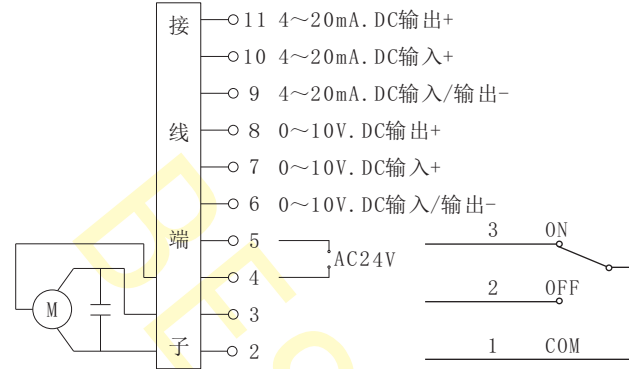 接线端子
11 4～20mA.DC输出+
10 4～20mA.DC输入+
9 4～20mA.DC输入/输出-
8 0～10V.DC输出+
7 0～10V.DC输入+
6 0～10V.DC输入/输出-
5
AC24V
4
3
2
M
3 ON
2 OFF
1 COM